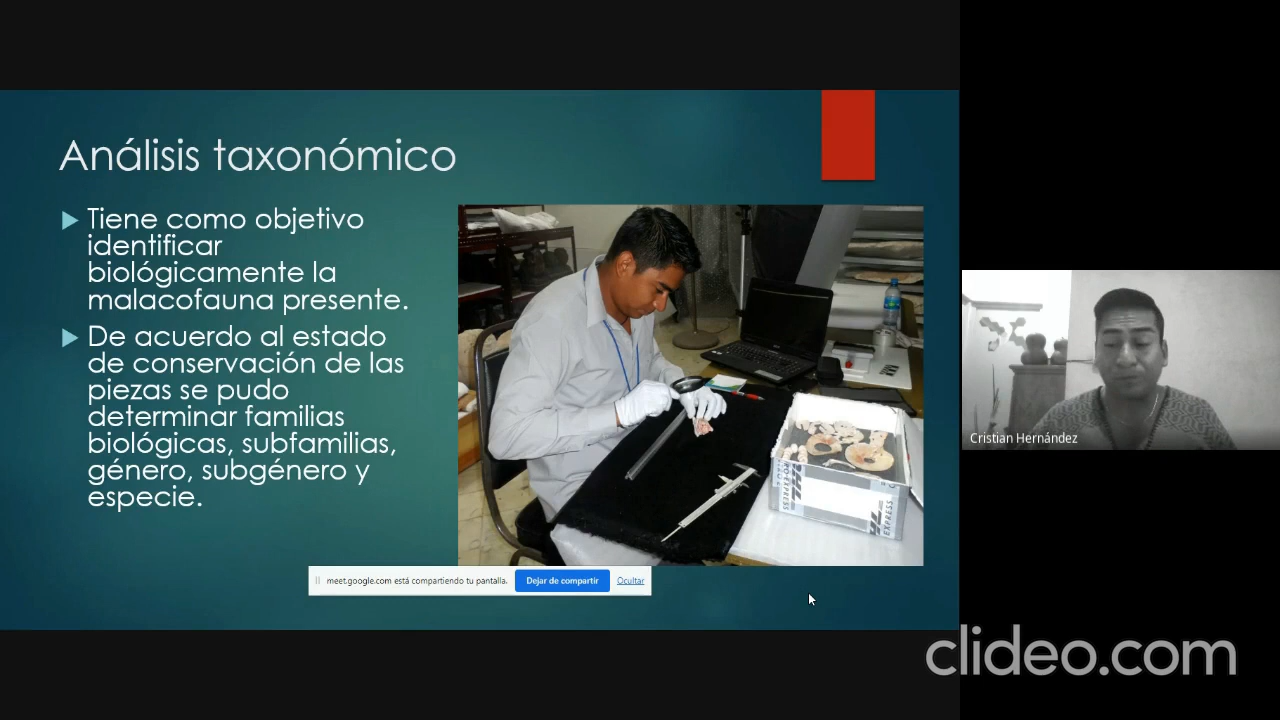 Análisis taxonómico
Tiene como objetivo
identificar
biológicamente la
malacofauna presente.
De acuerdo al estado
de conservación de las
piezas se pudo
determinar familias
biológicas, subfamilias,
género, subgénero y
especie.
EXPRESS
meet.google.com está compartiendo tu pantalla.
Dejar de compartir
Ocultar
Cristian Hernández
clideo.com